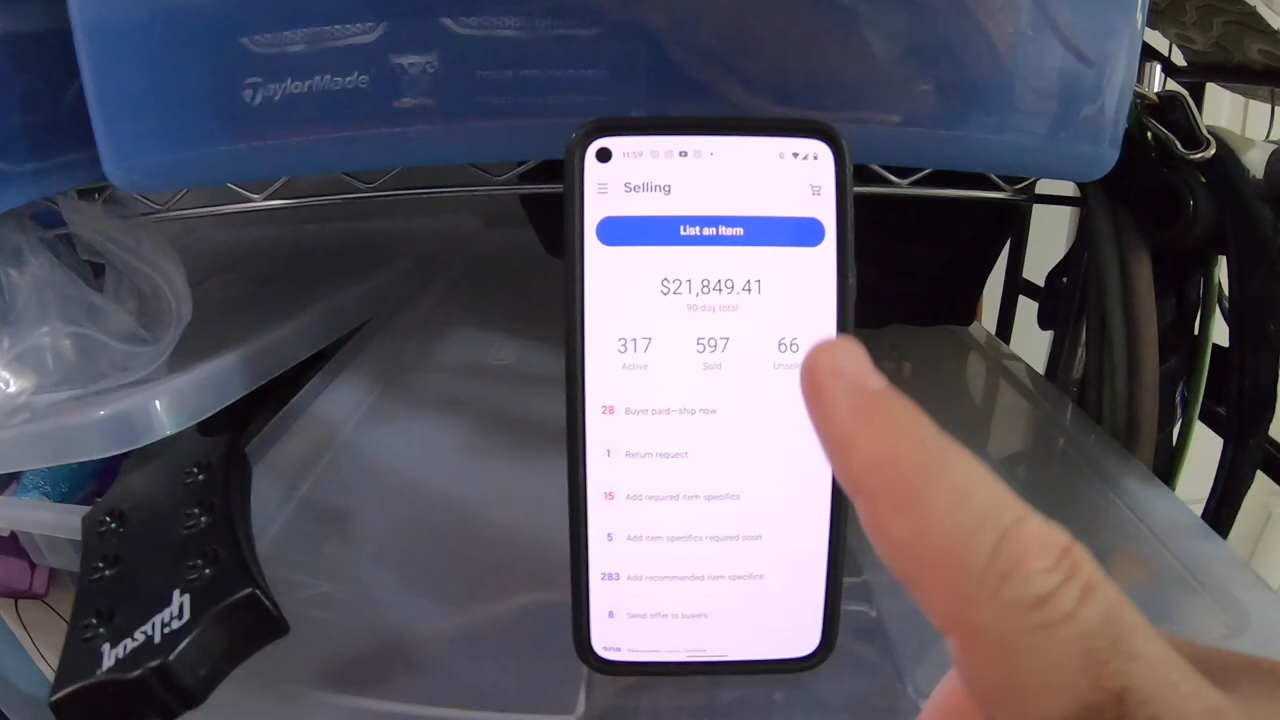 TaylorMade
11:59
Selling
List an item
$21,849.41
90-day total
317
597
66
Active
Sold
28
Buyer paid—ship now
1
Return request
15
Add required item specifics
5
Add item specifics required soon
283
Add recommended item specifics
8
Send offer to buyers
Gibson